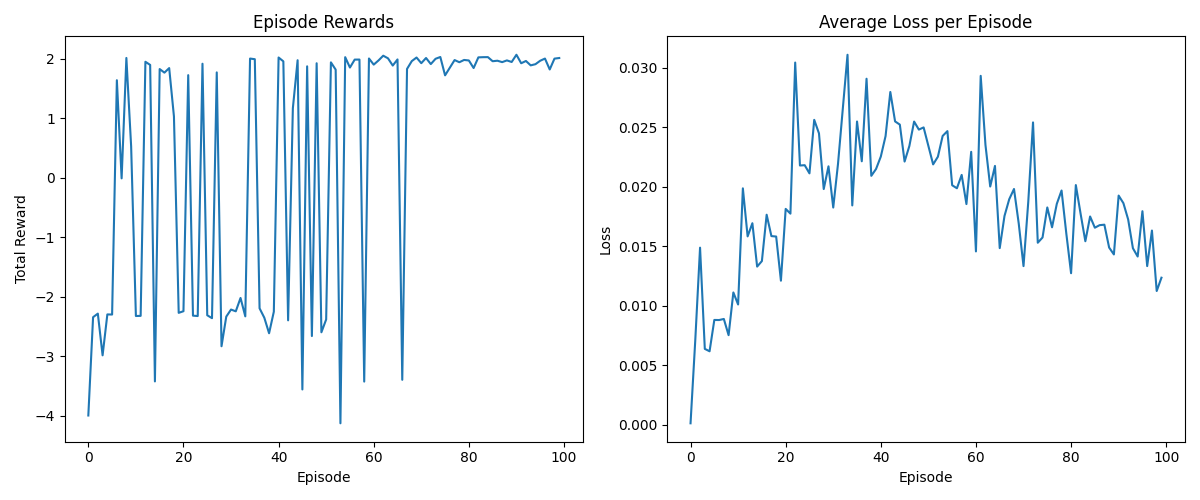 Episode Rewards
Total Reward
2
1
0
−1
−2
−3
−4
0 20 40 60 80 100
Episode
Average Loss per Episode
Loss
0.030
0.025
0.020
0.015
0.010
0.005
0.000
0 20 40 60 80 100
Episode